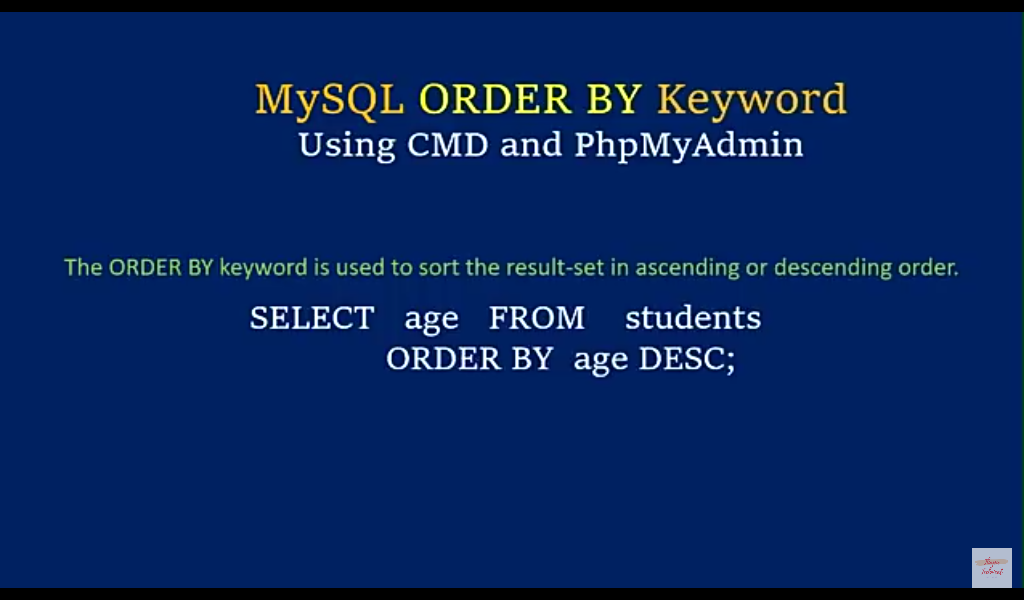 MySQL ORDER BY Keyword
Using CMD and PhpMyAdmin
The ORDER BY keyword is used to sort the result-set in ascending or descending order.
SELECT age FROM students
ORDER BY age DESC;